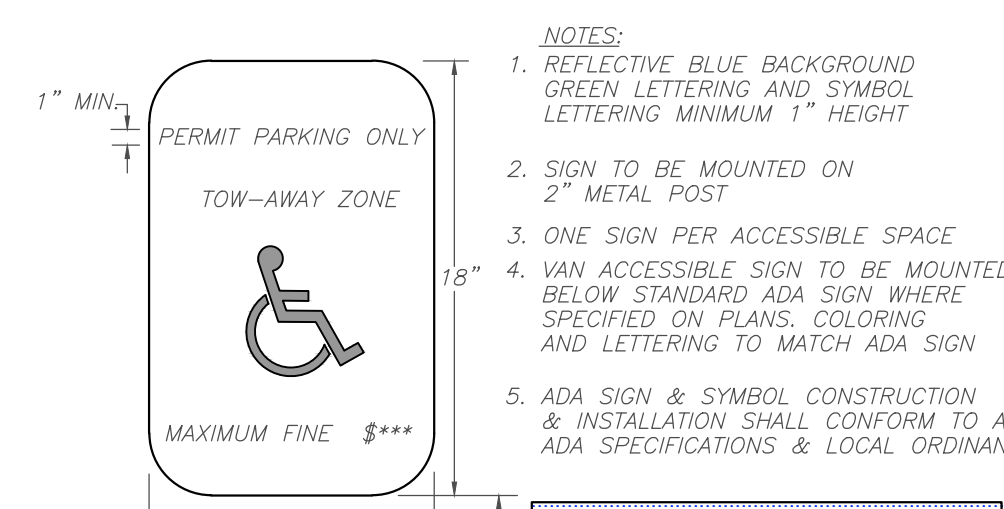 1” MIN.
PERMIT PARKING ONLY
TOW–AWAY ZONE
MAXIMUM FINE $***
18”
NOTES:
1. REFLECTIVE BLUE BACKGROUND
GREEN LETTERING AND SYMBOL
LETTERING MINIMUM 1” HEIGHT
2. SIGN TO BE MOUNTED ON
2” METAL POST
3. ONE SIGN PER ACCESSIBLE SPACE
4. VAN ACCESSIBLE SIGN TO BE MOUNTED
BELOW STANDARD ADA SIGN WHERE
SPECIFIED ON PLANS. COLORING
AND LETTERING TO MATCH ADA SIGN
5. ADA SIGN & SYMBOL CONSTRUCTION
& INSTALLATION SHALL CONFORM TO
ADA SPECIFICATIONS & LOCAL